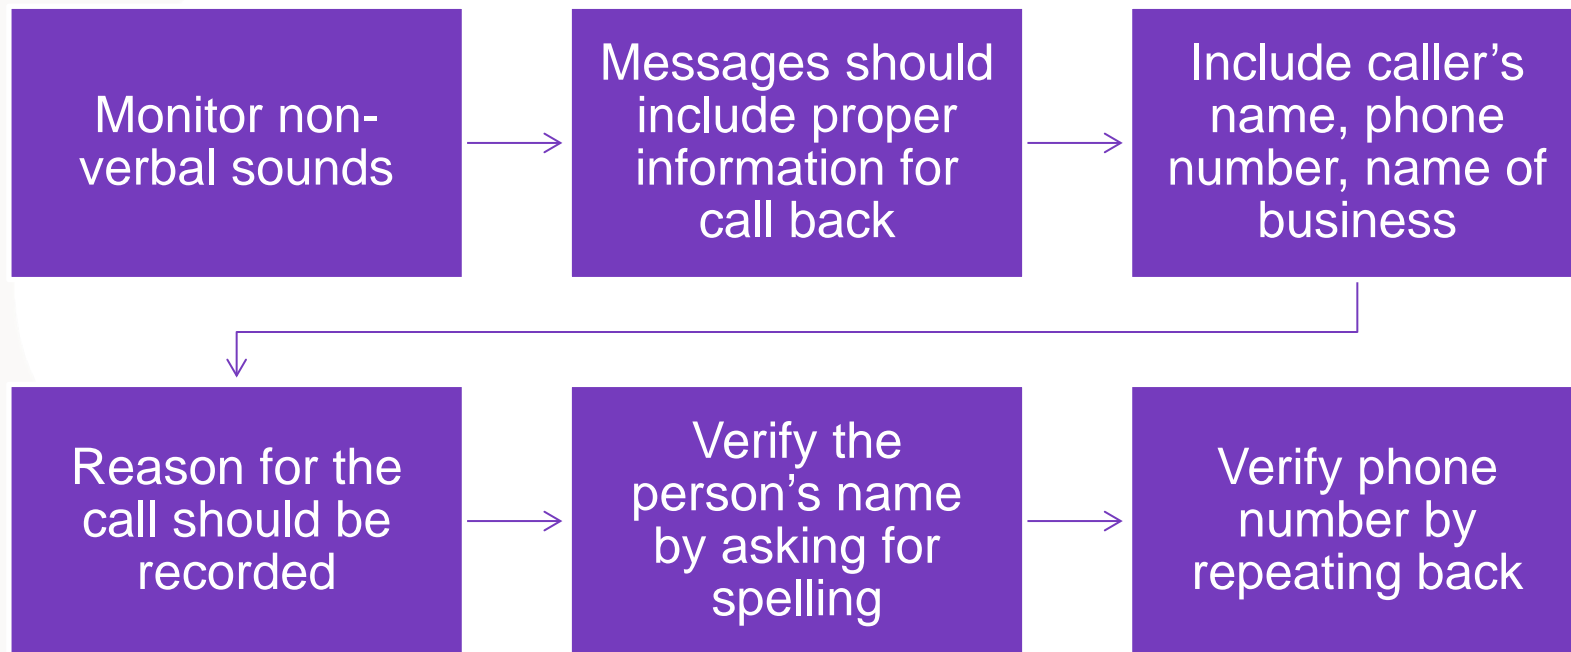 Monitor non-
verbal sounds
Messages should
include proper
information for
call back
Include caller’s
name, phone
number, name of
business
Reason for the
call should be
recorded
Verify the
person’s name
by asking for
spelling
Verify phone
number by
repeating back